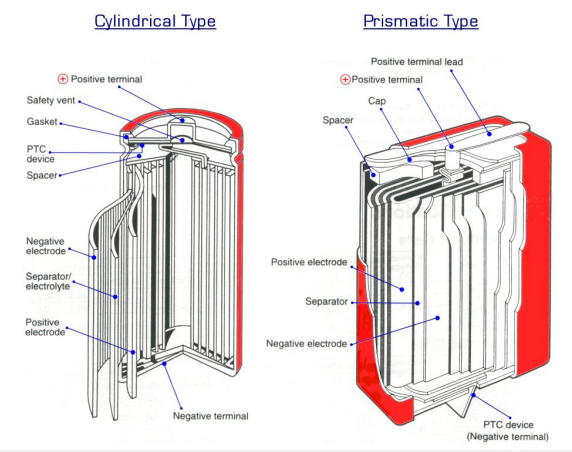 Cylindrical Type
Positive terminal
Safety vent
Gasket
PTC
device
Spacer
Negative
electrode
Separator/
electrolyte
Positive
electrode
Negative terminal
Prismatic Type
Positive terminal lead
Positive terminal
Cap
Spacer
Positive electrode
Separator
Negative electrode
PTC device
(Negative terminal)